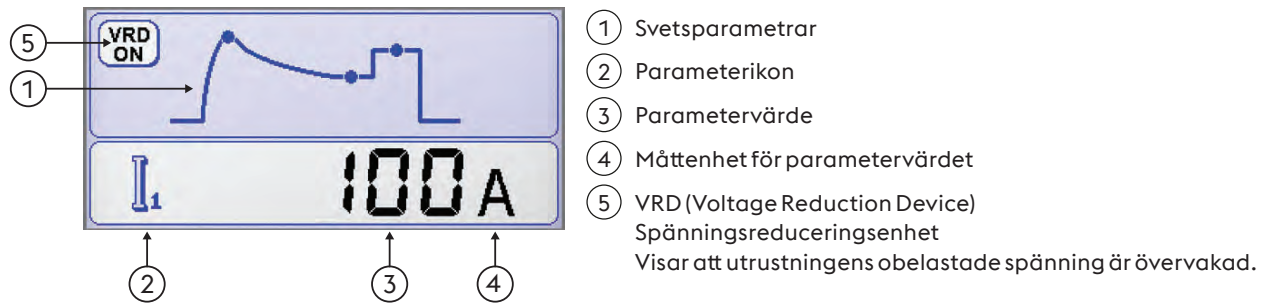 5
VRD
ON
1
I1
100A
2
3
4
1 Svetsparametrar
2 Parameterikon
3 Parametervärde
4 Måttenhet för parametervärdet
5 VRD (Voltage Reduction Device)
Spänningsreduceringsenhet
Visar att utrustningens obelastade spänning är övervakad.